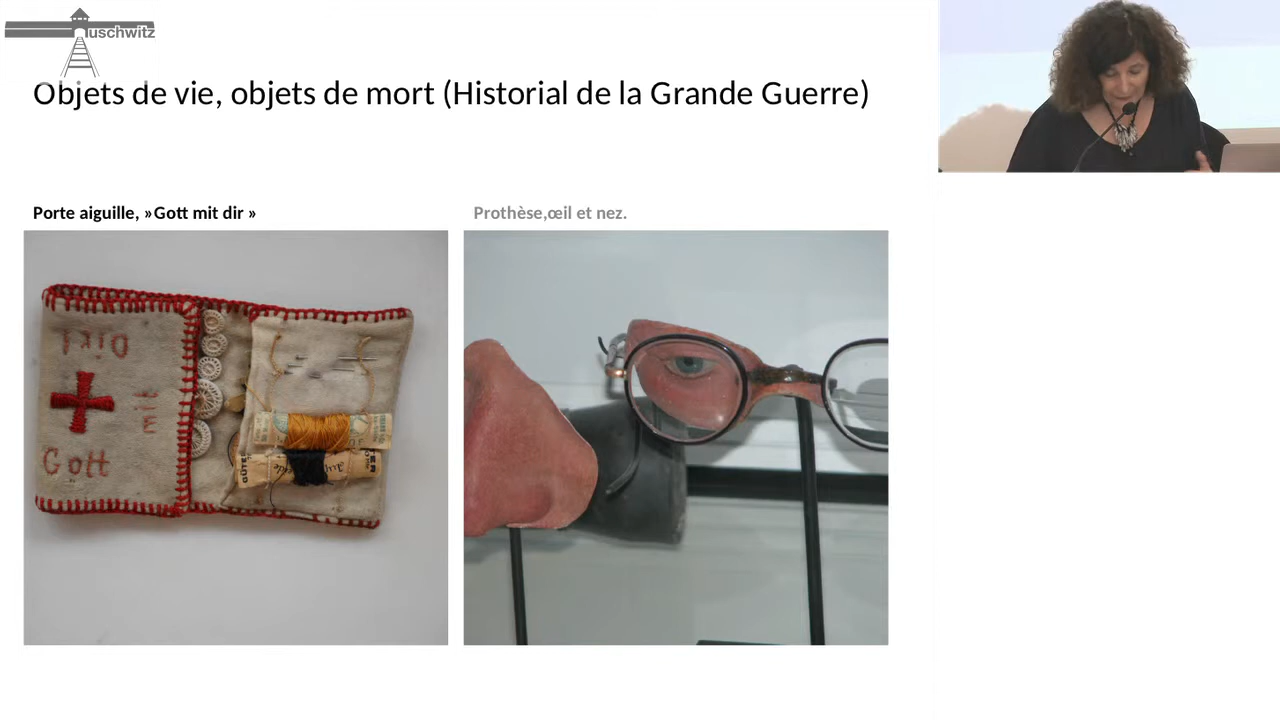 uschwitz
Objets de vie, objets de mort (Historial de la Grande Guerre)
Porte aiguille, »Gott mit dir »
Prothèse,œil et nez.
Dir
mit
Gott